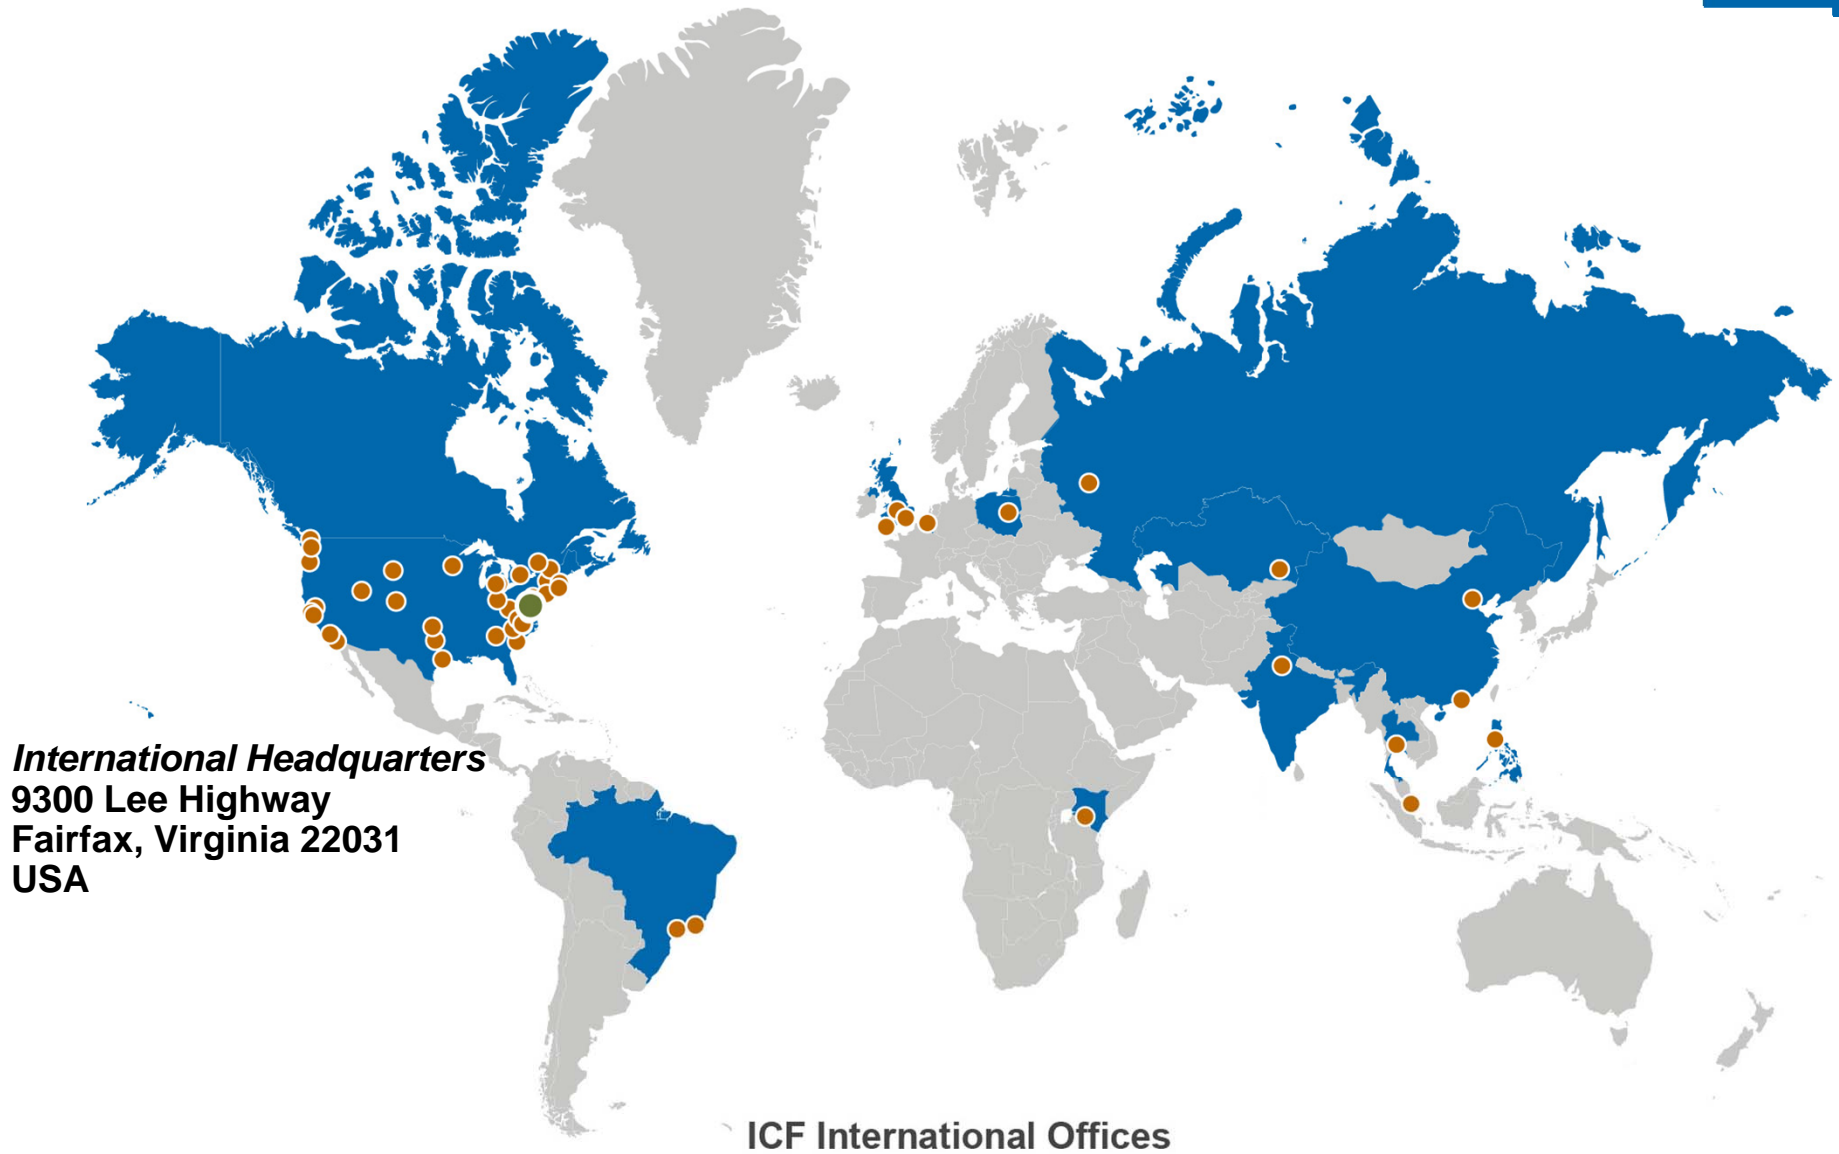 International Headquarters
9300 Lee Highway
Fairfax, Virginia 22031
USA
ICF International Offices